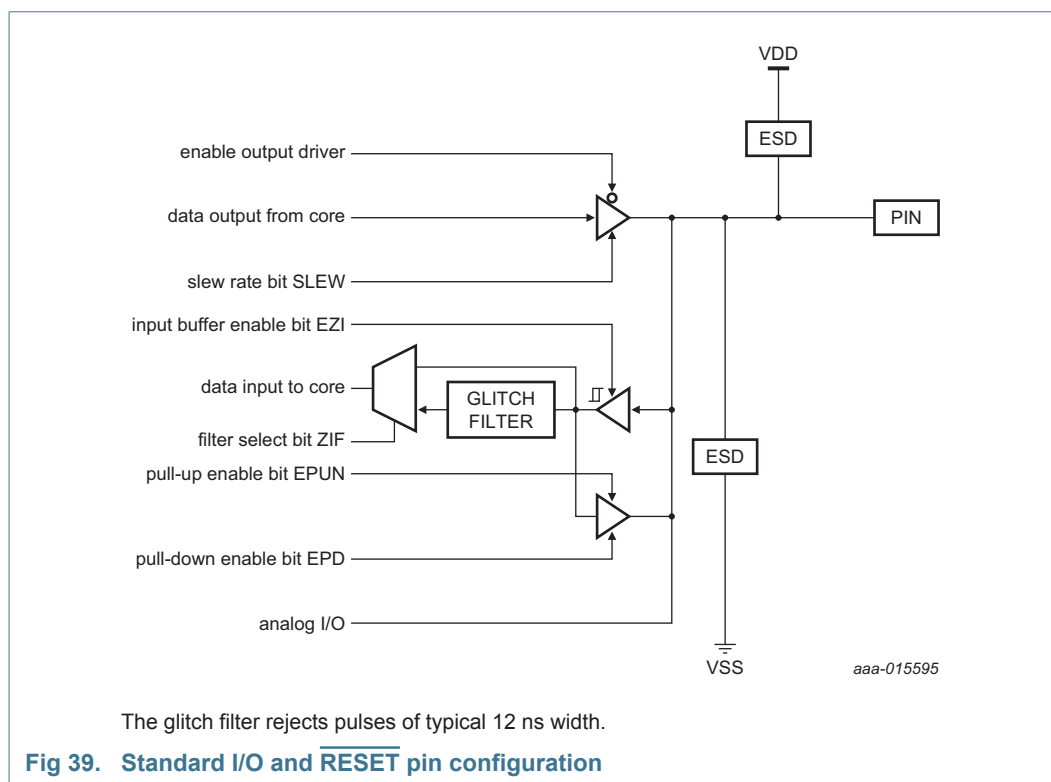 VDD
ESD
enable output driver
data output from core
PIN
slew rate bit SLEW
input buffer enable bit EZI
data input to core
GLITCH
FILTER
filter select bit ZIF
ESD
pull-up enable bit EPUN
pull-down enable bit EPD
analog I/O
VSS
aaa-015595
The glitch filter rejects pulses of typical 12 ns width.
Fig 39. Standard I/O and RESET pin configuration